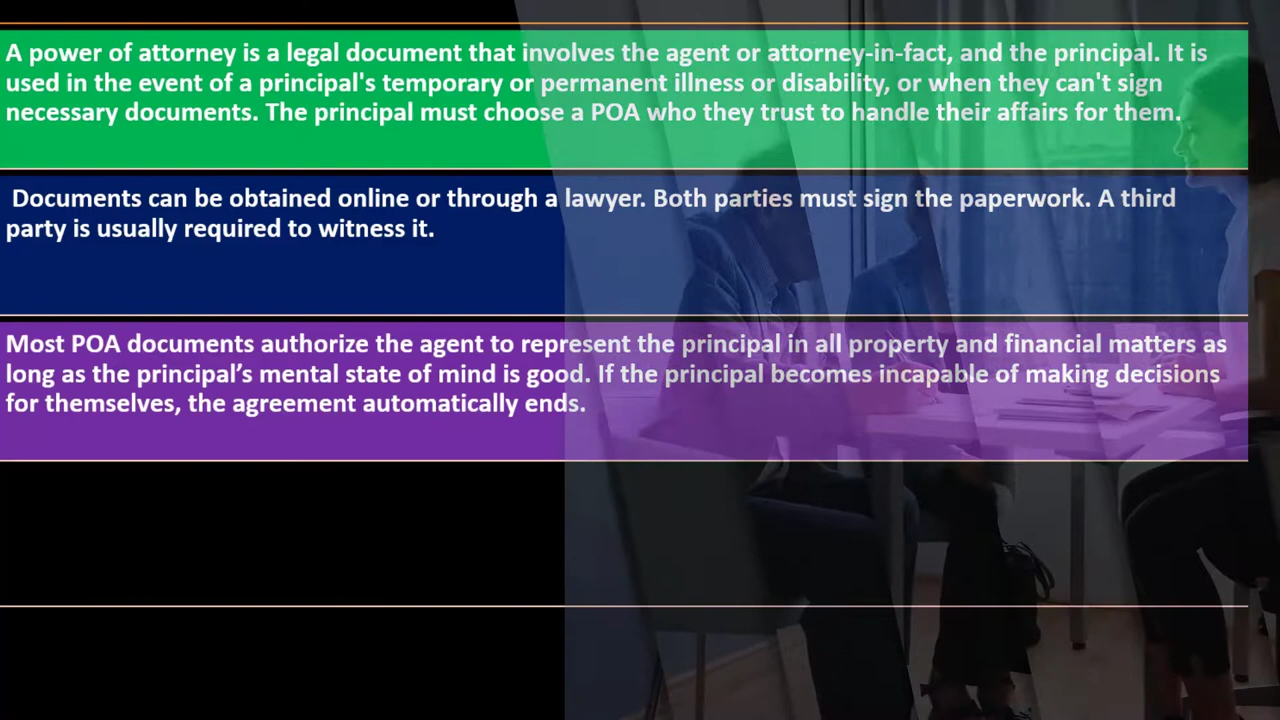 A power of attorney is a legal document that involves the agent or attorney-in-fact, and the principal. It is
used in the event of a principal's temporary or permanent illness or disability, or when they can't sign
necessary documents. The principal must choose a POA who they trust to handle their affairs for them.
Documents can be obtained online or through a lawyer. Both parties must sign the paperwork. A third
party is usually required to witness it.
Most POA documents authorize the agent to represent the principal in all property and financial matters as
long as the principal’s mental state of mind is good. If the principal becomes incapable of making decisions
for themselves, the agreement automatically ends.